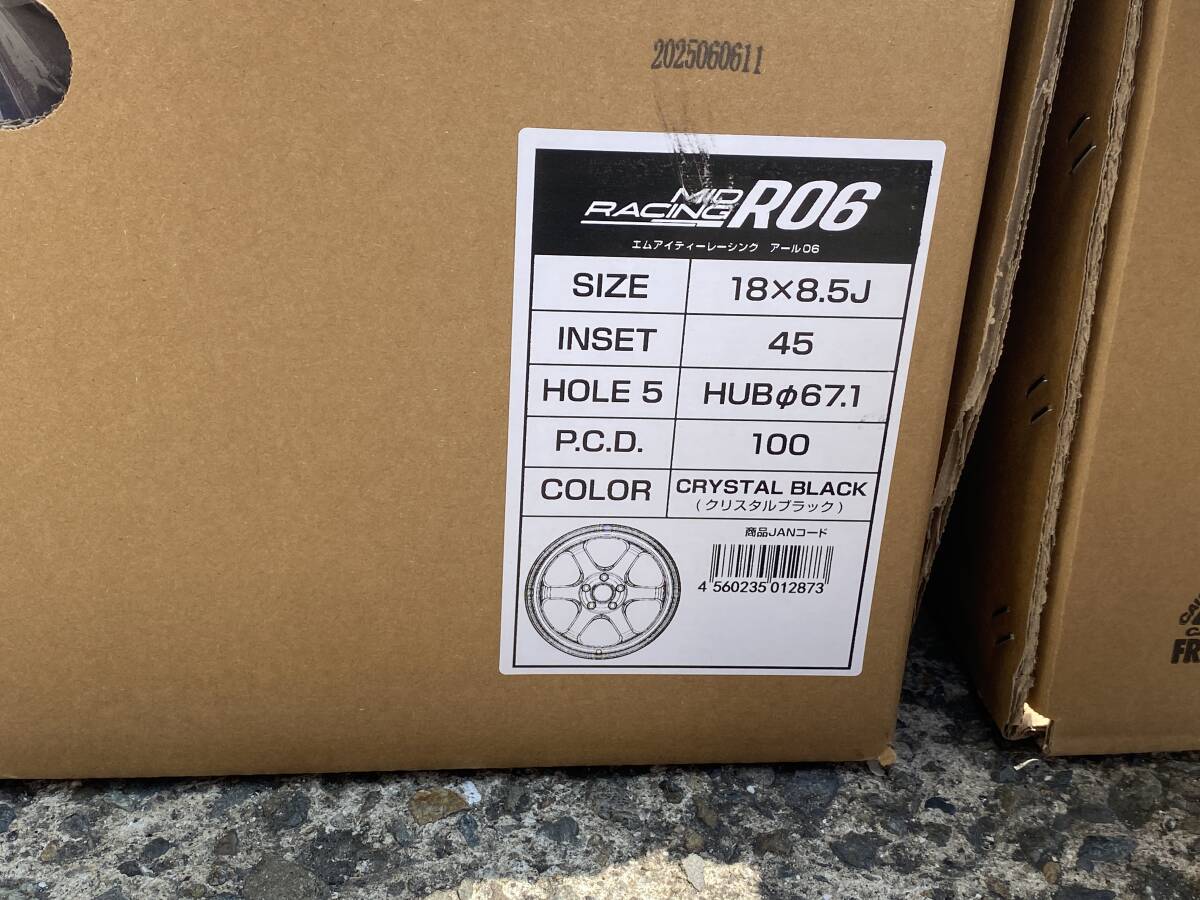 2025060611
MID
RACING R06
エムアイディーレーシング アール06
SIZE 18×8.5J
INSET 45
HOLE 5 HUBφ67.1
P.C.D. 100
COLOR CRYSTAL BLACK
(クリスタルブラック)
商品JANコード
4 560235 012873
FR